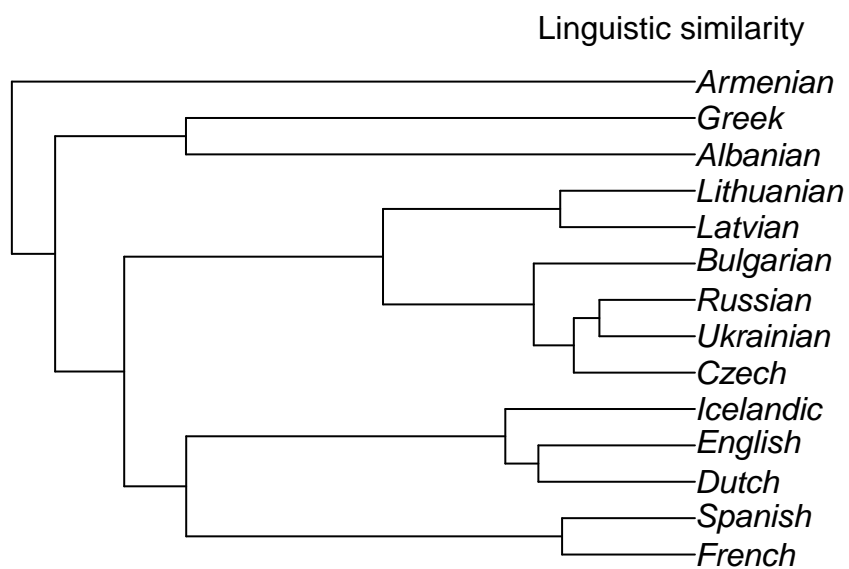 Linguistic similarity
Armenian
Greek
Albanian
Lithuanian
Latvian
Bulgarian
Russian
Ukrainian
Czech
Icelandic
English
Dutch
Spanish
French